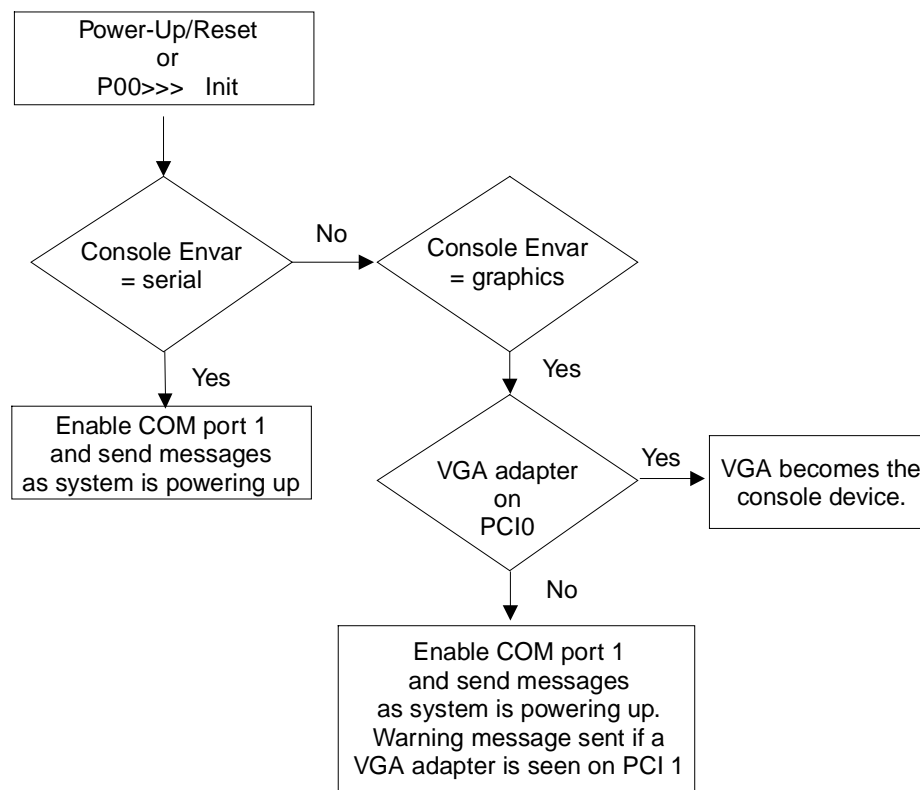 Power-Up/Reset
or
P00>>> Init
Console Envar
= serial
No
Console Envar
= graphics
Yes
Enable COM port 1
and send messages
as system is powering up
Yes
VGA adapter
on
PCI0
Yes
VGA becomes the
console device.
No
Enable COM port 1
and send messages
as system is powering up.
Warning message sent if a
VGA adapter is seen on PCI 1